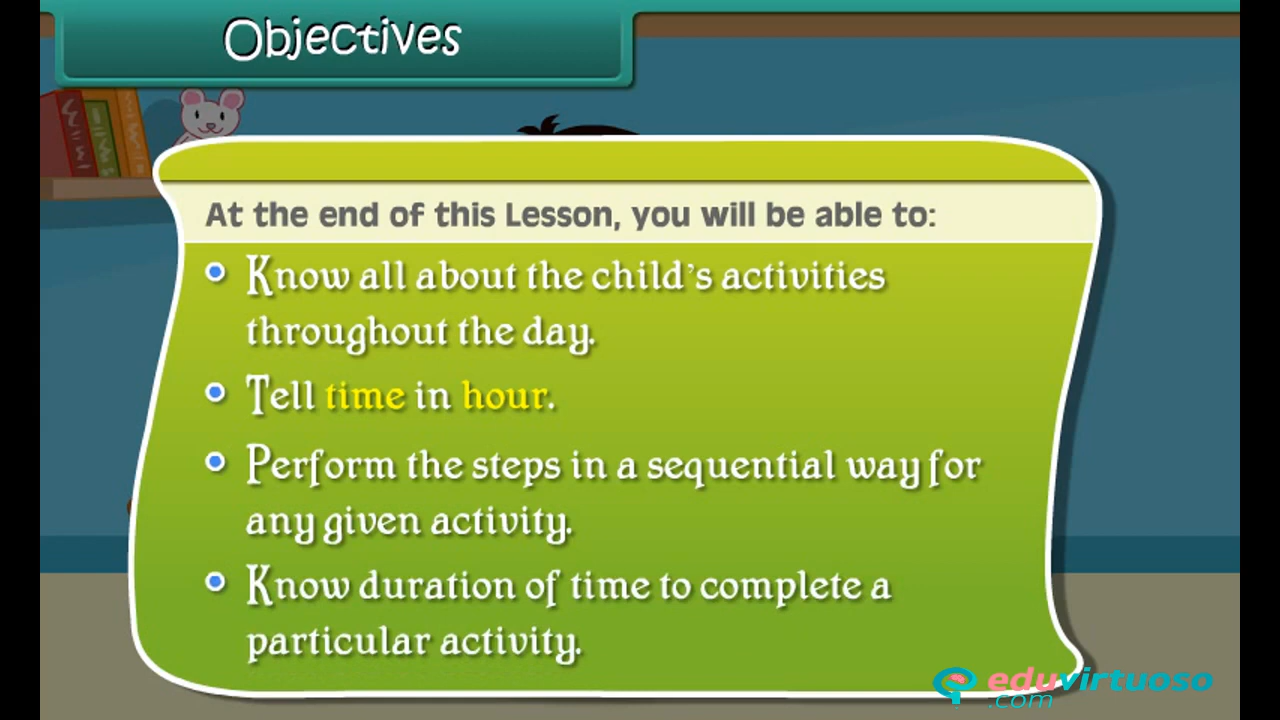 Objectives
At the end of this Lesson, you will be able to:
Know all about the child's activities
throughout the day.
Tell time in hour.
Perform the steps in a sequential way for
any given activity.
Know duration of time to complete a
particular activity.
eduvirtuoso
.com